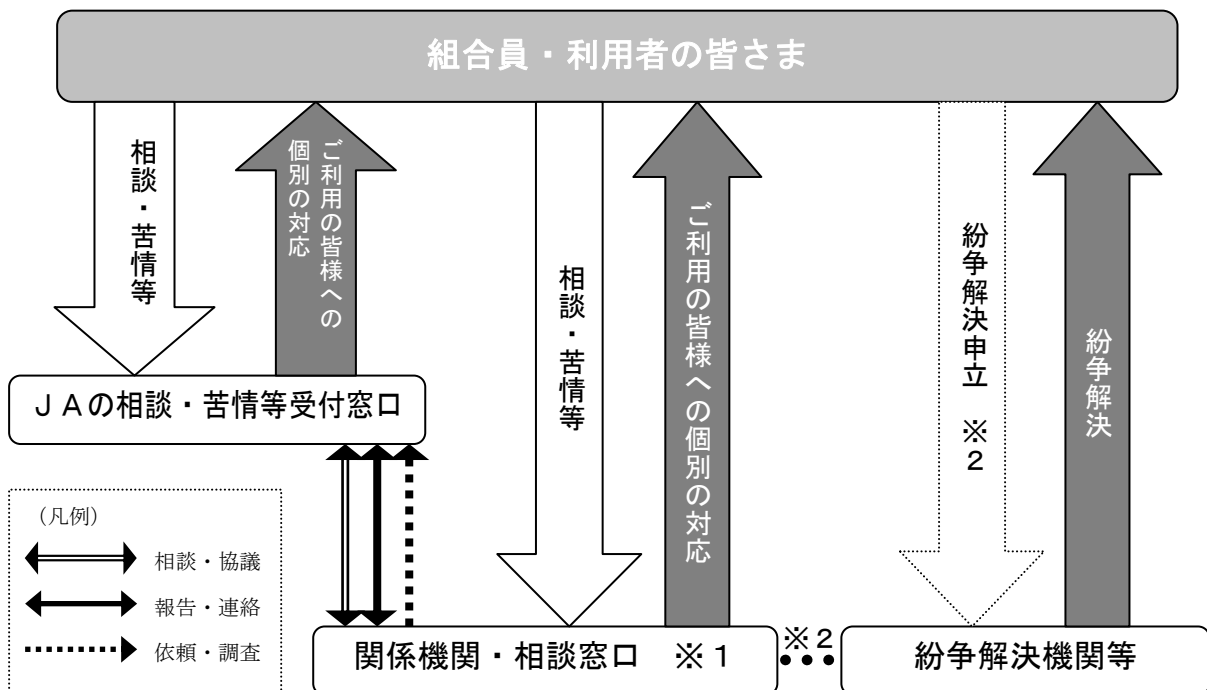 組合員・利用者の皆さま
相談・苦情等
ご利用の皆様への
個別の対応
相談・苦情等
ご利用の皆様への個別の対応
紛争解決申立 ※2
紛争解決
ＪＡの相談・苦情等受付窓口
（凡例）
相談・協議
報告・連絡
依頼・調査
関係機関・相談窓口 ※１
※２
紛争解決機関等